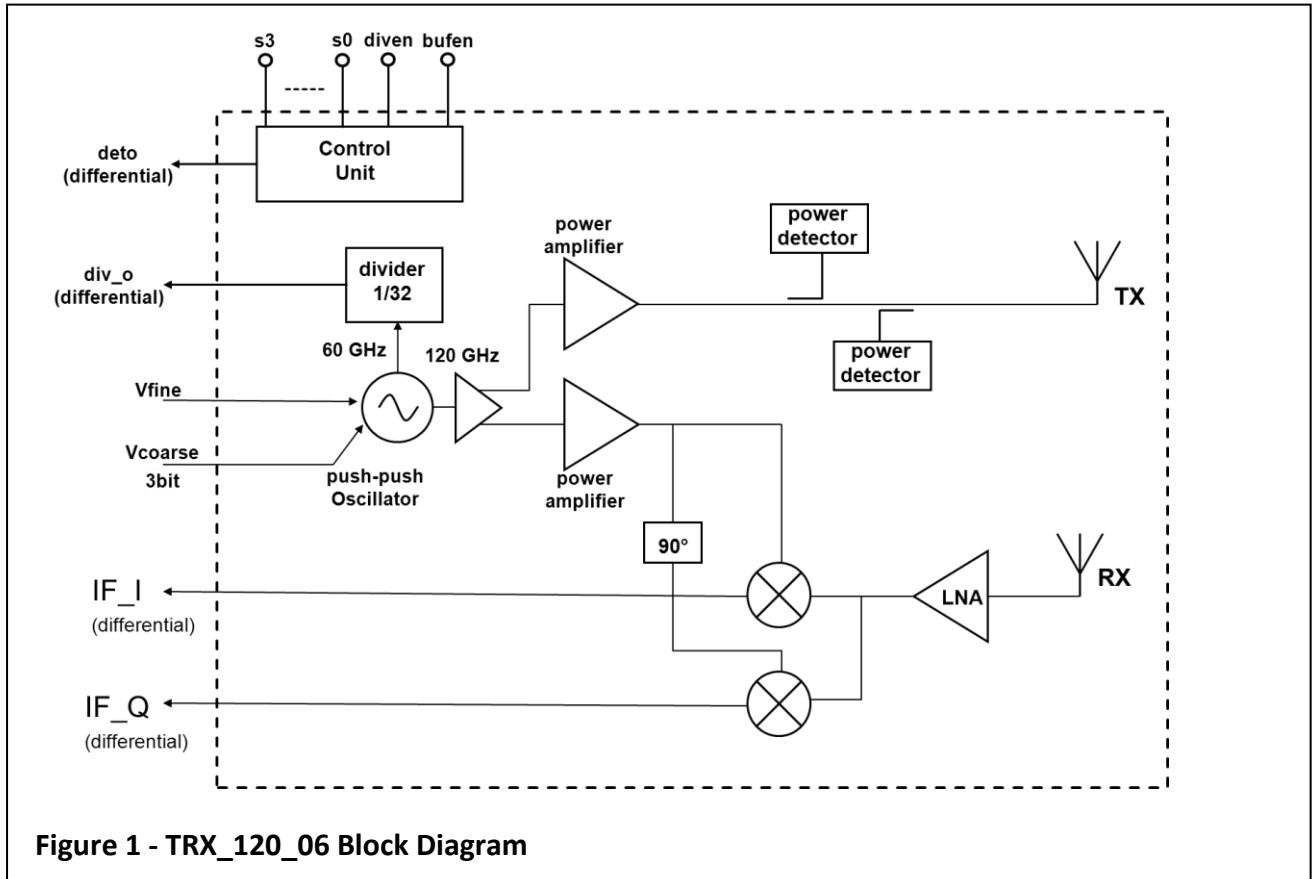 s3
s0 diven bufen
Control
Unit
deto
(differential)
power
detector
power
amplifier
TX
divider
1/32
div_o
(differential)
60 GHz
120 GHz
power
detector
Vfine
Vcoarse
3bit
push-push
Oscillator
power
amplifier
90°
IF_I
(differential)
LNA
RX
IF_Q
(differential)
Figure 1 - TRX_120_06 Block Diagram